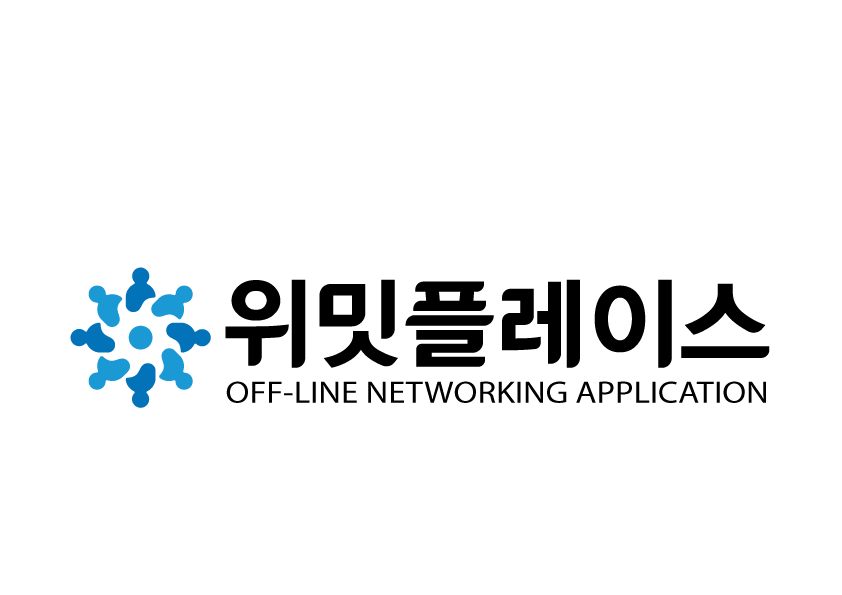 위밋플레이스
OFF-LINE NETWORKING APPLICATION